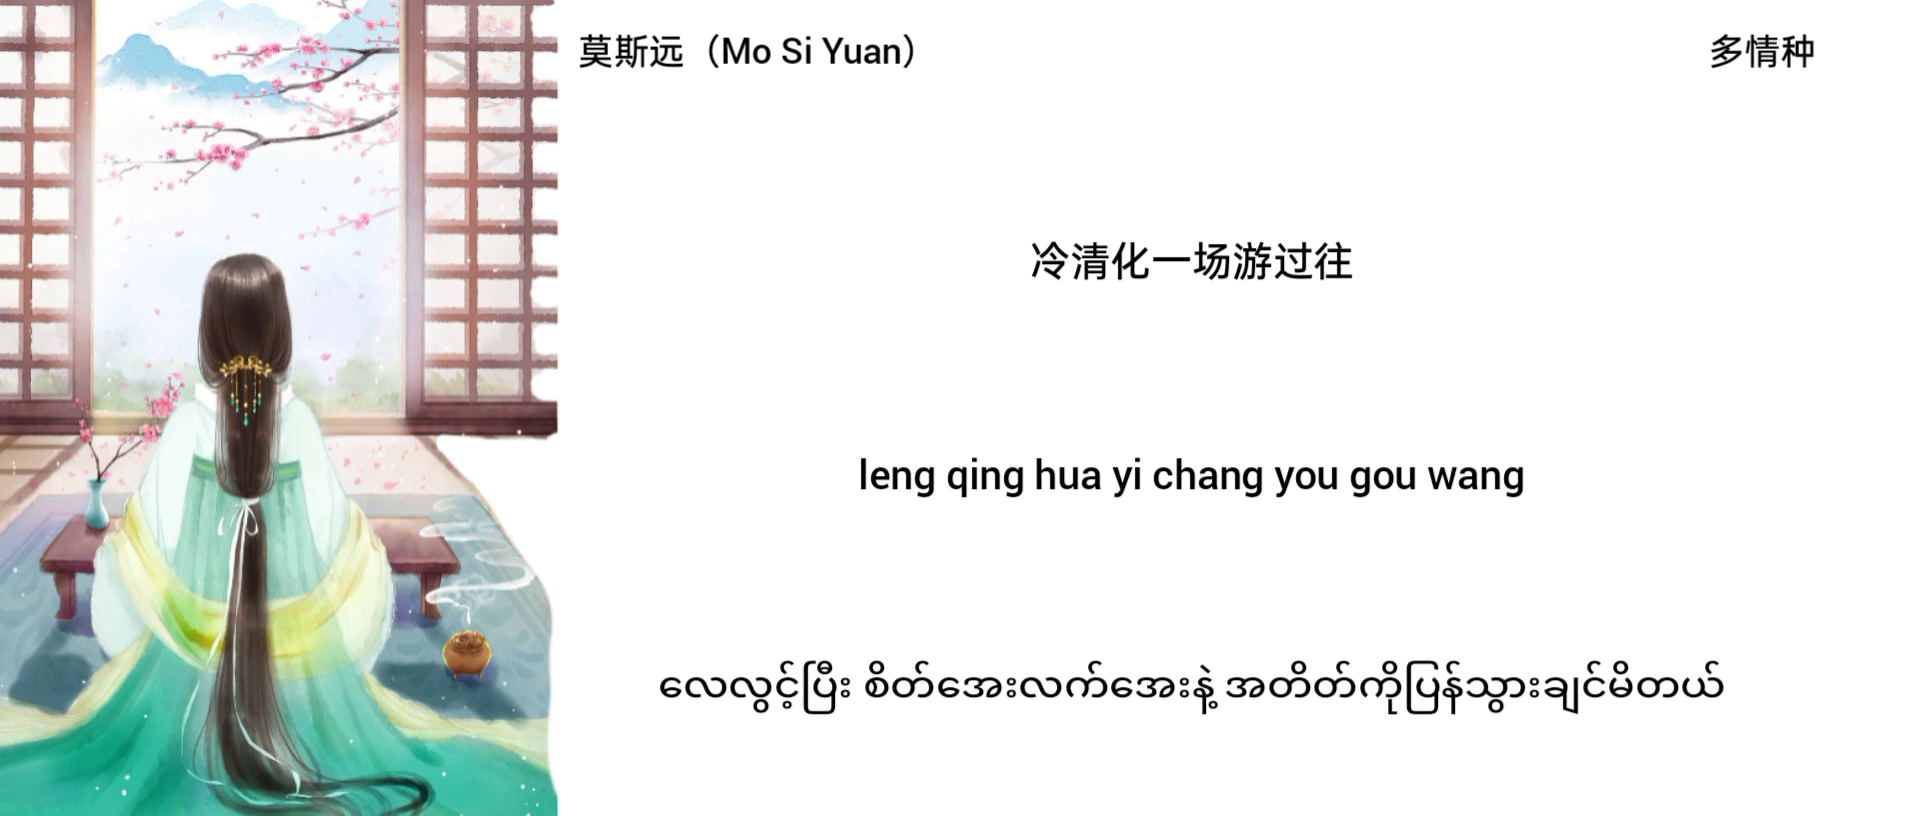 莫斯远（Mo Si Yuan）
多情种
冷清化一场游过往
leng qing hua yi chang you gou wang
လေလွင့်ပြီး စိတ်အေးလက်အေးနဲ့ အတိတ်ကိုပြန်သွားချင်မိတယ်